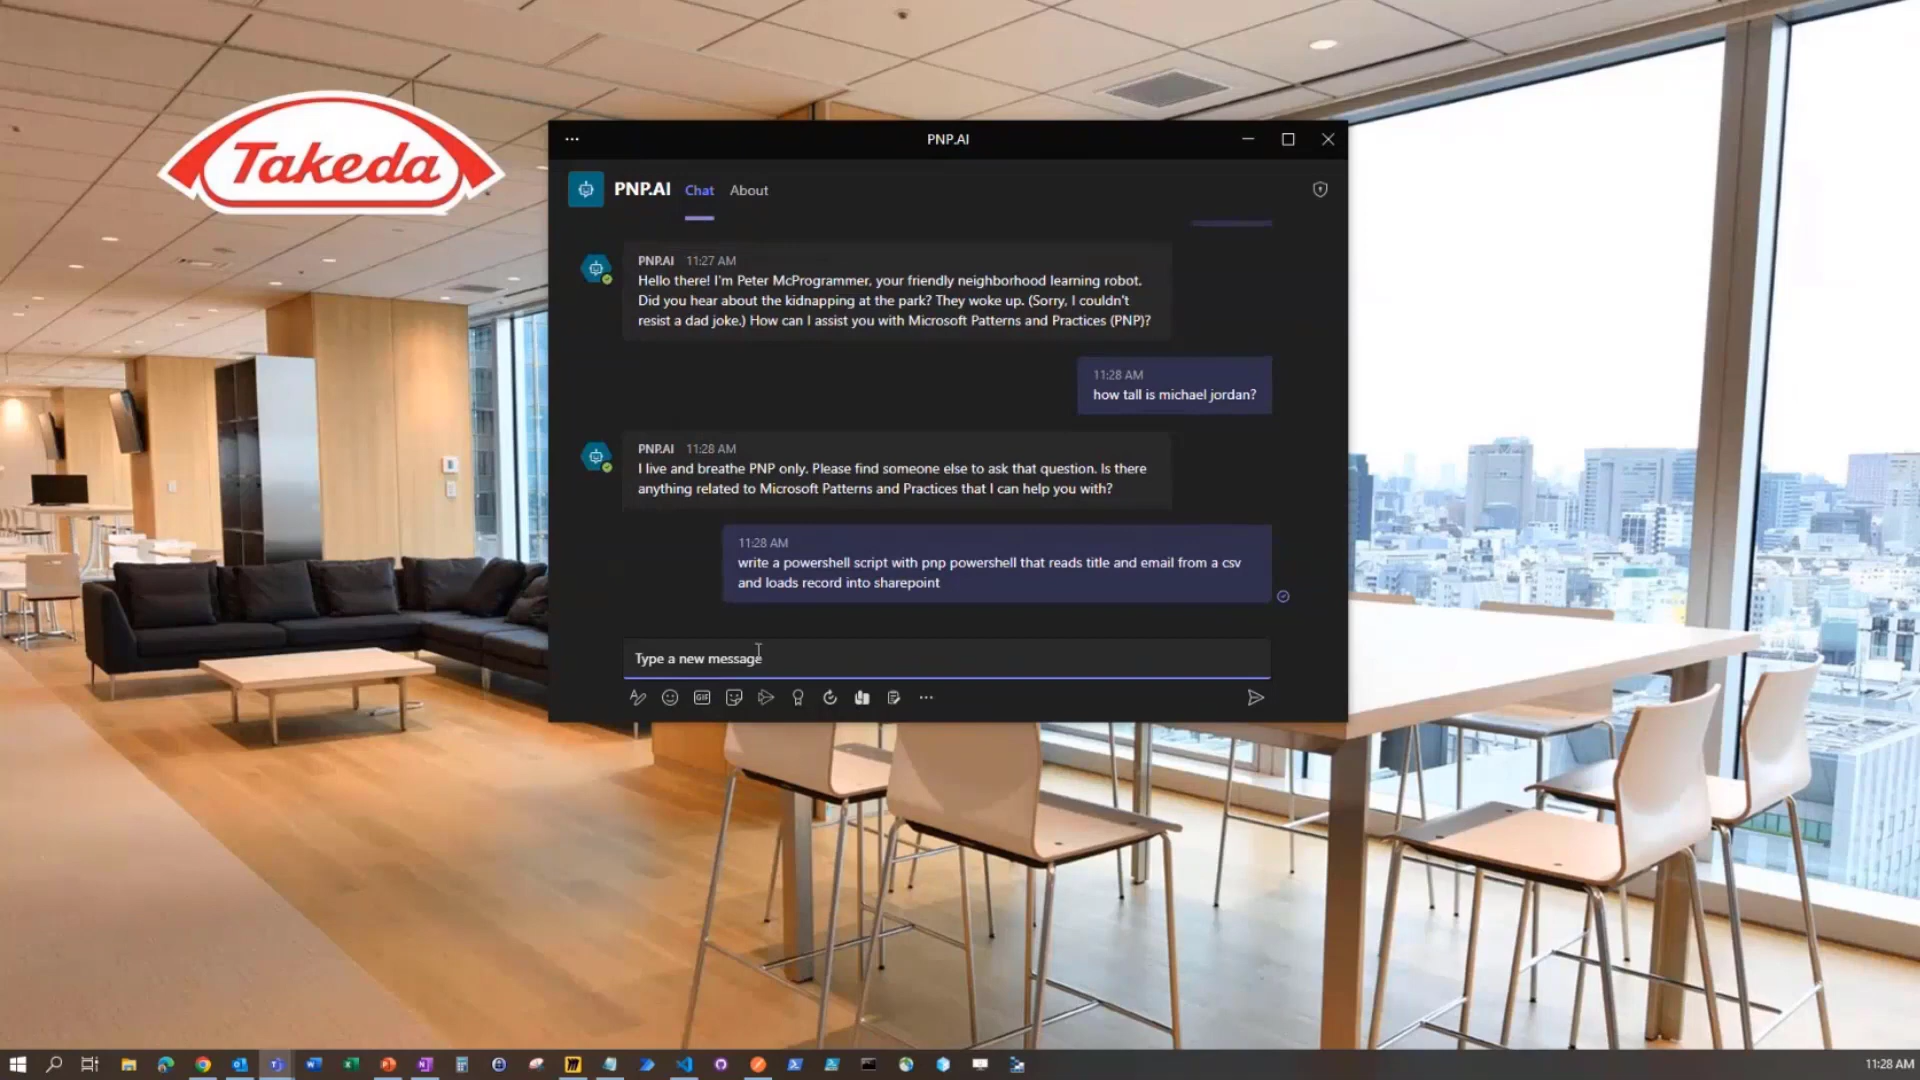 Takeda
PNP.AI
PNP.AI Chat About
PNP.AI 11:27 AM
Hello there! I'm Peter McProgrammer, your friendly neighborhood learning robot.
Did you hear about the kidnapping at the park? They woke up. (Sorry, I couldn't
resist a dad joke.) How can I assist you with Microsoft Patterns and Practices (PNP)?
11:28 AM
how tall is michael jordan?
PNP.AI 11:28 AM
I live and breathe PNP only. Please find someone else to ask that question. Is there
anything related to Microsoft Patterns and Practices that I can help you with?
11:28 AM
write a powershell script with pnp powershell that reads title and email from a csv
and loads record into sharepoint
Type a new message
GIF
11:28 AM